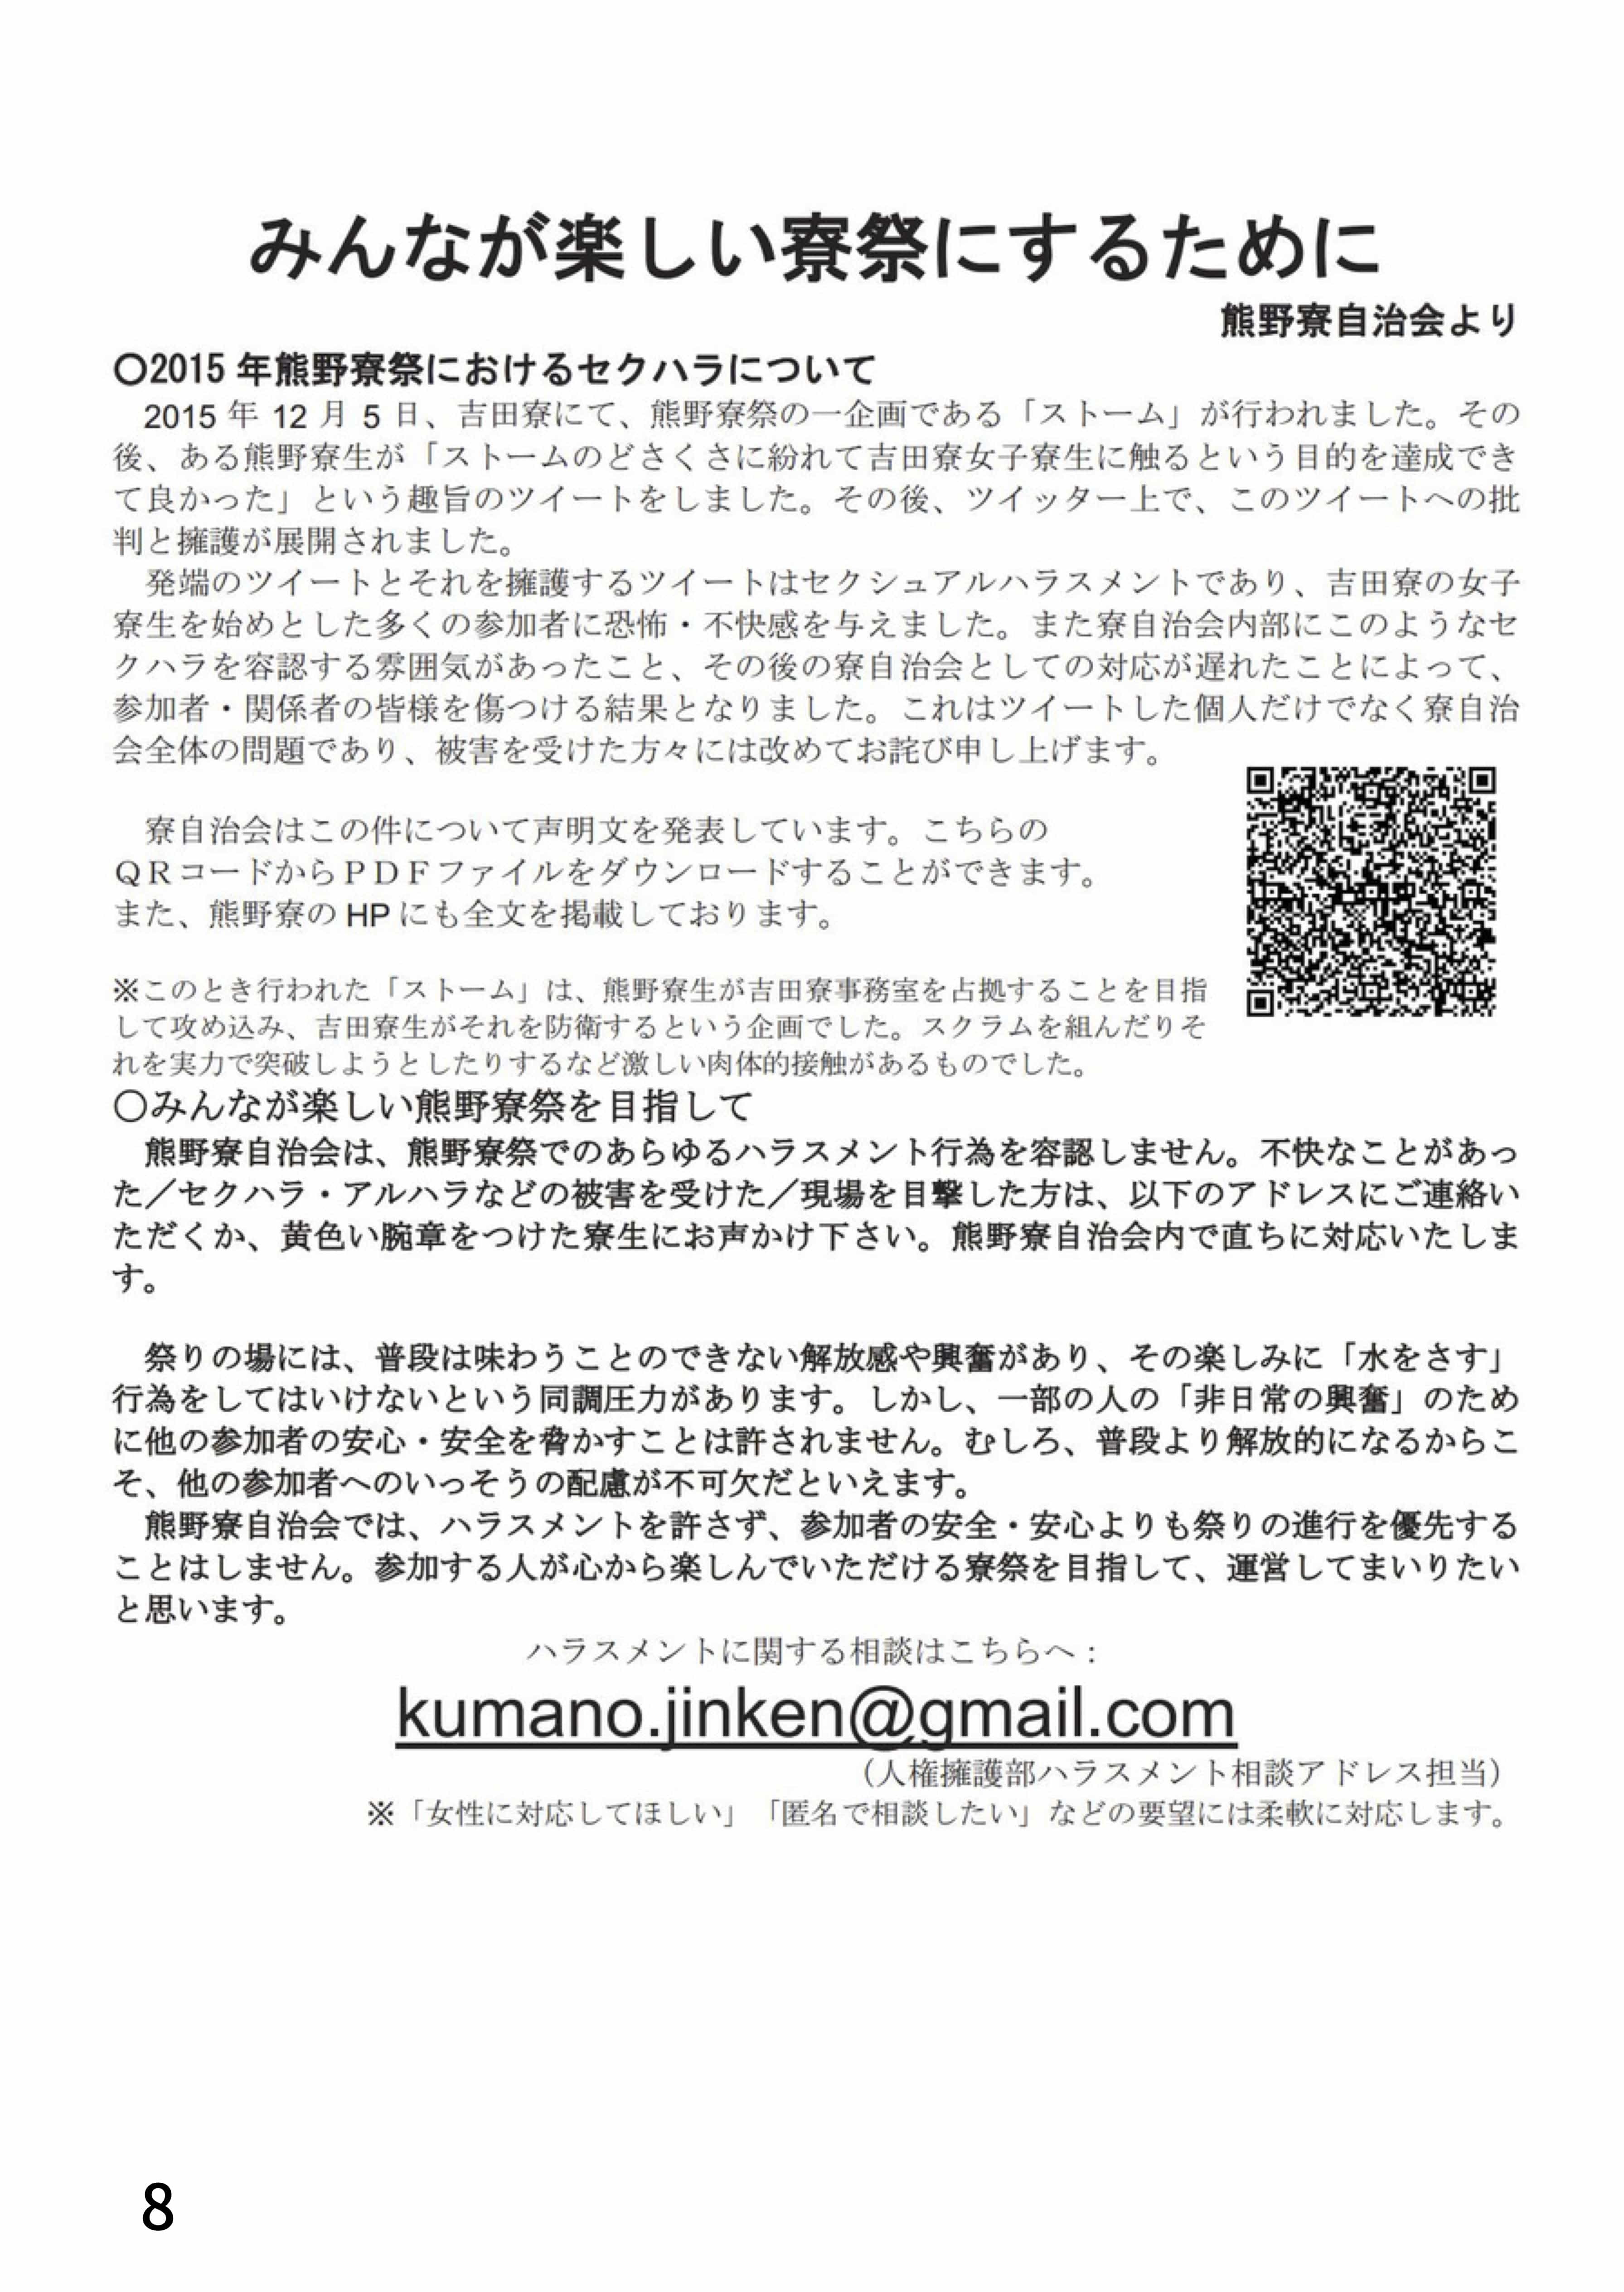 みんなが楽しい寮祭にするために
熊野寮自治会より
〇2015 年熊野寮祭におけるセクハラについて
　2015 年 12 月 5 日、吉田寮にて、熊野寮祭の一企画である「ストーム」が行われました。その
後、ある熊野寮生が「ストームのどさくさに紛れて吉田寮女子寮生に触るという目的を達成でき
て良かった」という趣旨のツイートをしました。その後、ツイッター上で、このツイートへの批
判と擁護が展開されました。
　発端のツイートとそれを擁護するツイートはセクシュアルハラスメントであり、吉田寮の女子
寮生を始めとした多くの参加者に恐怖・不快感を与えました。また寮自治会内部にこのようなセ
クハラを容認する雰囲気があったこと、その後の寮自治会としての対応が遅れたことによって、
参加者・関係者の皆様を傷つける結果となりました。これはツイートした個人だけでなく寮自治
会全体の問題であり、被害を受けた方々には改めてお詫び申し上げます。
　寮自治会はこの件について声明文を発表しています。こちらの
ＱＲコードからＰＤＦファイルをダウンロードすることができます。
また、熊野寮の HP にも全文を掲載しております。
※このとき行われた「ストーム」は、熊野寮生が吉田寮事務室を占拠することを目指
して攻め込み、吉田寮生がそれを防衛するという企画でした。スクラムを組んだりそ
れを実力で突破しようとしたりするなど激しい肉体的接触があるものでした。
〇みんなが楽しい熊野寮祭を目指して
　熊野寮自治会は、熊野寮祭でのあらゆるハラスメント行為を容認しません。不快なことがあっ
た／セクハラ・アルハラなどの被害を受けた／現場を目撃した方は、以下のアドレスにご連絡い
ただくか、黄色い腕章をつけた寮生にお声かけ下さい。熊野寮自治会内で直ちに対応いたしま
す。
　祭りの場には、普段は味わうことのできない解放感や興奮があり、その楽しみに「水をさす」
行為をしてはいけないという同調圧力があります。しかし、一部の人の「非日常の興奮」のため
に他の参加者の安心・安全を脅かすことは許されません。むしろ、普段より解放的になるからこ
そ、他の参加者へのいっそうの配慮が不可欠だといえます。
　熊野寮自治会では、ハラスメントを許さず、参加者の安全・安心よりも祭りの進行を優先する
ことはしません。参加する人が心から楽しんでいただける寮祭を目指して、運営してまいりたい
と思います。
ハラスメントに関する相談はこちらへ：
kumano.jinken@gmail.com
（人権擁護部ハラスメント相談アドレス担当）
※「女性に対応してほしい」「匿名で相談したい」などの要望には柔軟に対応します。
8